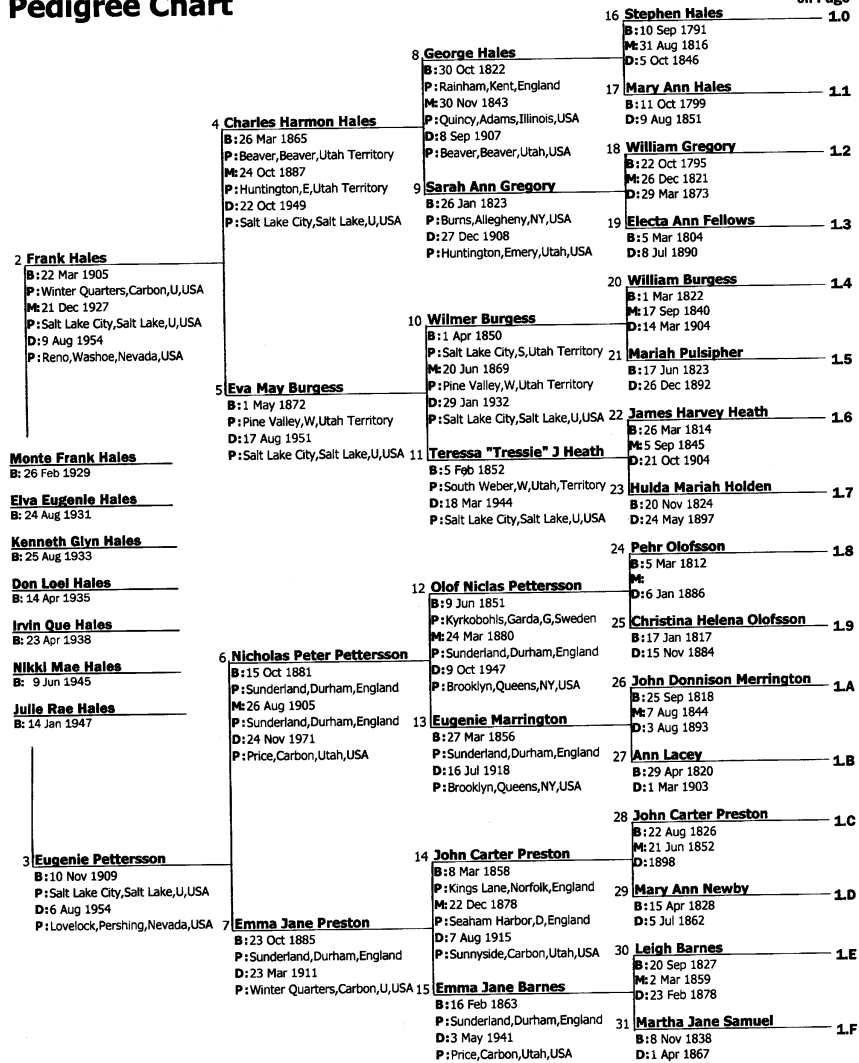 Pedigree Chart
on Page
16 Stephen Hales 1.0
B:10 Sep 1791
M:31 Aug 1816
D:5 Oct 1846
8 George Hales
B:30 Oct 1822
P:Rainham,Kent,England
M:30 Nov 1843
P:Quincy,Adams,Illinois,USA
D:8 Sep 1907
P:Beaver,Beaver,Utah,USA
17 Mary Ann Hales 1.1
B:11 Oct 1799
D:9 Aug 1851
4 Charles Harmon Hales
B:26 Mar 1865
P:Beaver,Beaver,Utah Territory
M:24 Oct 1887
P:Huntington,E,Utah Territory
D:22 Oct 1949
P:Salt Lake City,Salt Lake,U,USA
18 William Gregory 1.2
B:22 Oct 1795
M:26 Dec 1821
D:29 Mar 1873
9 Sarah Ann Gregory
B:26 Jan 1823
P:Burns,Allegheny,NY,USA
D:27 Dec 1908
P:Huntington,Emery,Utah,USA
19 Electa Ann Fellows 1.3
B:5 Mar 1804
D:8 Jul 1890
2 Frank Hales
B:22 Mar 1905
P:Winter Quarters,Carbon,U,USA
M:21 Dec 1927
P:Salt Lake City,Salt Lake,U,USA
D:9 Aug 1954
P:Reno,Washoe,Nevada,USA
20 William Burgess 1.4
B:1 Mar 1822
M:17 Sep 1840
D:14 Mar 1904
10 Wilmer Burgess
B:1 Apr 1850
P:Salt Lake City,S,Utah Territory
M:20 Jun 1869
P:Pine Valley,W,Utah Territory
D:29 Jan 1932
P:Salt Lake City,Salt Lake,U,USA
21 Mariah Pulsipher 1.5
B:17 Jun 1823
D:26 Dec 1892
5 Eva May Burgess
B:1 May 1872
P:Pine Valley,W,Utah Territory
D:17 Aug 1951
P:Salt Lake City,Salt Lake,U,USA
22 James Harvey Heath 1.6
B:26 Mar 1814
M:5 Sep 1845
D:21 Oct 1904
11 Teressa "Tressie" J Heath
B:5 Feb 1852
P:South Weber,W,Utah,Territory
D:18 Mar 1944
P:Salt Lake City,Salt Lake,U,USA
23 Hulda Mariah Holden 1.7
B:20 Nov 1824
D:24 May 1897
Monte Frank Hales
B: 26 Feb 1929
Elva Eugenie Hales
B: 24 Aug 1931
Kenneth Glyn Hales
B: 25 Aug 1933
Don Loel Hales
B: 14 Apr 1935
Irvin Que Hales
B: 23 Apr 1938
Nikki Mae Hales
B: 9 Jun 1945
Julie Rae Hales
B: 14 Jan 1947
24 Pehr Olofsson 1.8
B:5 Mar 1812
M:
D:6 Jan 1886
12 Olof Niclas Pettersson
B:9 Jun 1851
P:Kyrkobohls,Garda,G,Sweden
M:24 Mar 1880
P:Sunderland,Durham,England
D:9 Oct 1947
P:Brooklyn,Queens,NY,USA
25 Christina Helena Olofsson 1.9
B:17 Jan 1817
D:15 Nov 1884
6 Nicholas Peter Pettersson
B:15 Oct 1881
P:Sunderland,Durham,England
M:26 Aug 1905
P:Sunderland,Durham,England
D:24 Nov 1971
P:Price,Carbon,Utah,USA
26 John Donnison Merrington 1.A
B:25 Sep 1818
M:7 Aug 1844
D:3 Aug 1893
13 Eugenie Marrington
B:27 Mar 1856
P:Sunderland,Durham,England
D:16 Jul 1918
P:Brooklyn,Queens,NY,USA
27 Ann Lacey 1.B
B:29 Apr 1820
D:1 Mar 1903
3 Eugenie Pettersson
B:10 Nov 1909
P:Salt Lake City,Salt Lake,U,USA
D:6 Aug 1954
P:Lovelock,Pershing,Nevada,USA
28 John Carter Preston 1.C
B:22 Aug 1826
M:21 Jun 1852
D:1898
14 John Carter Preston
B:8 Mar 1858
P:Kings Lane,Norfolk,England
M:22 Dec 1878
P:Seaham Harbor,D,England
D:7 Aug 1915
P:Sunnyside,Carbon,Utah,USA
29 Mary Ann Newby 1.D
B:15 Apr 1828
D:5 Jul 1862
7 Emma Jane Preston
B:23 Oct 1885
P:Sunderland,Durham,England
D:23 Mar 1911
P:Winter Quarters,Carbon,U,USA
30 Leigh Barnes 1.E
B:20 Sep 1827
M:2 Mar 1859
D:23 Feb 1878
15 Emma Jane Barnes
B:16 Feb 1863
P:Sunderland,Durham,England
D:3 May 1941
P:Price,Carbon,Utah,USA
31 Martha Jane Samuel 1.F
B:8 Nov 1838
D:1 Apr 1867